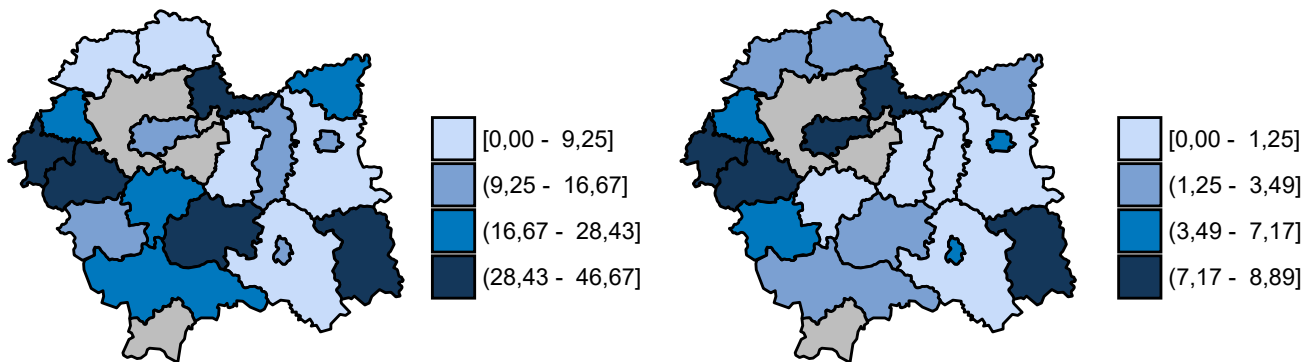 [0,00 - 9,25]
(9,25 - 16,67]
(16,67 - 28,43]
(28,43 - 46,67]
[0,00 - 1,25]
(1,25 - 3,49]
(3,49 - 7,17]
(7,17 - 8,89]